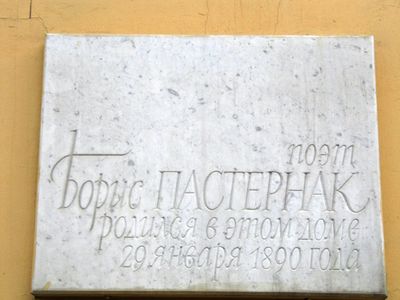 поэт
Борис ПАСТЕРНАК
родился в этом доме
29 января 1890 года